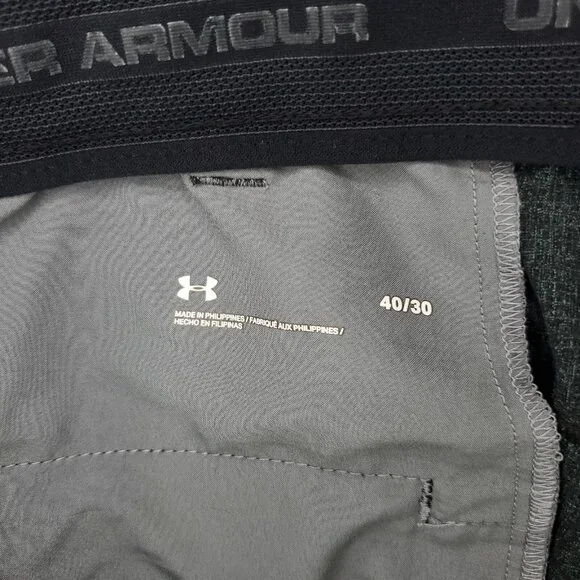 ER ARMOUR UN
MADE IN PHILIPPINES / FABRIQUÉ AUX PHILIPPINES /
HECHO EN FILIPINAS
40/30